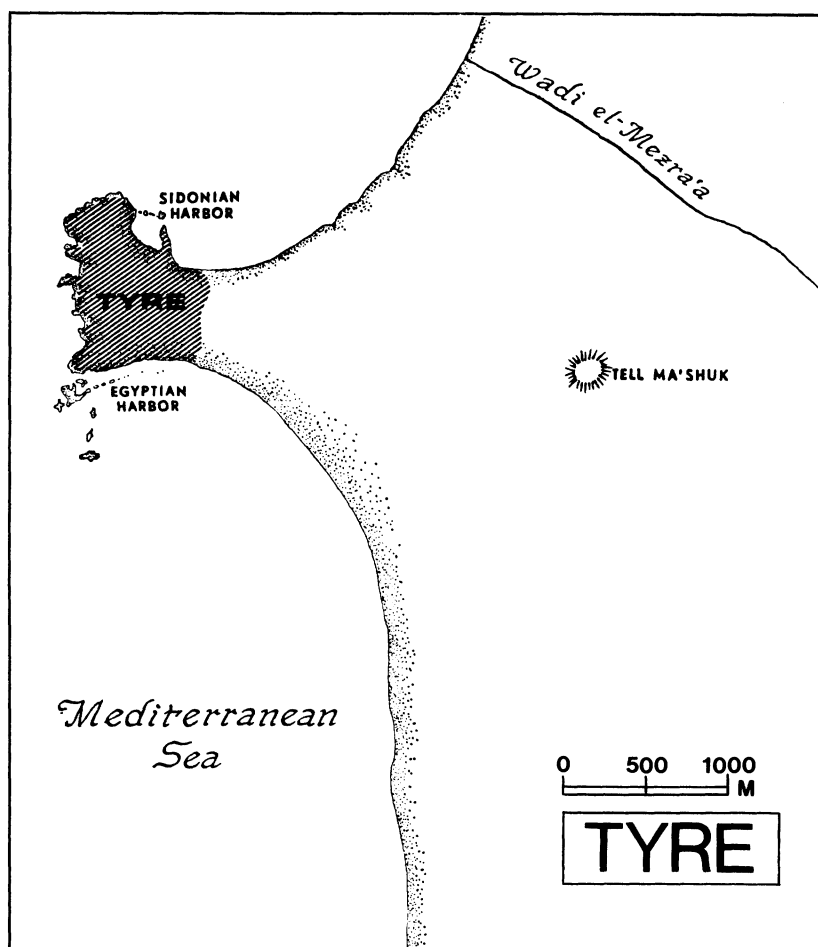 Wadi el-Mezra'a
SIDONIAN
HARBOR
TYRE
TELL MA'SHUK
EGYPTIAN
HARBOR
Mediterranean
Sea
0 500 1000
M
TYRE